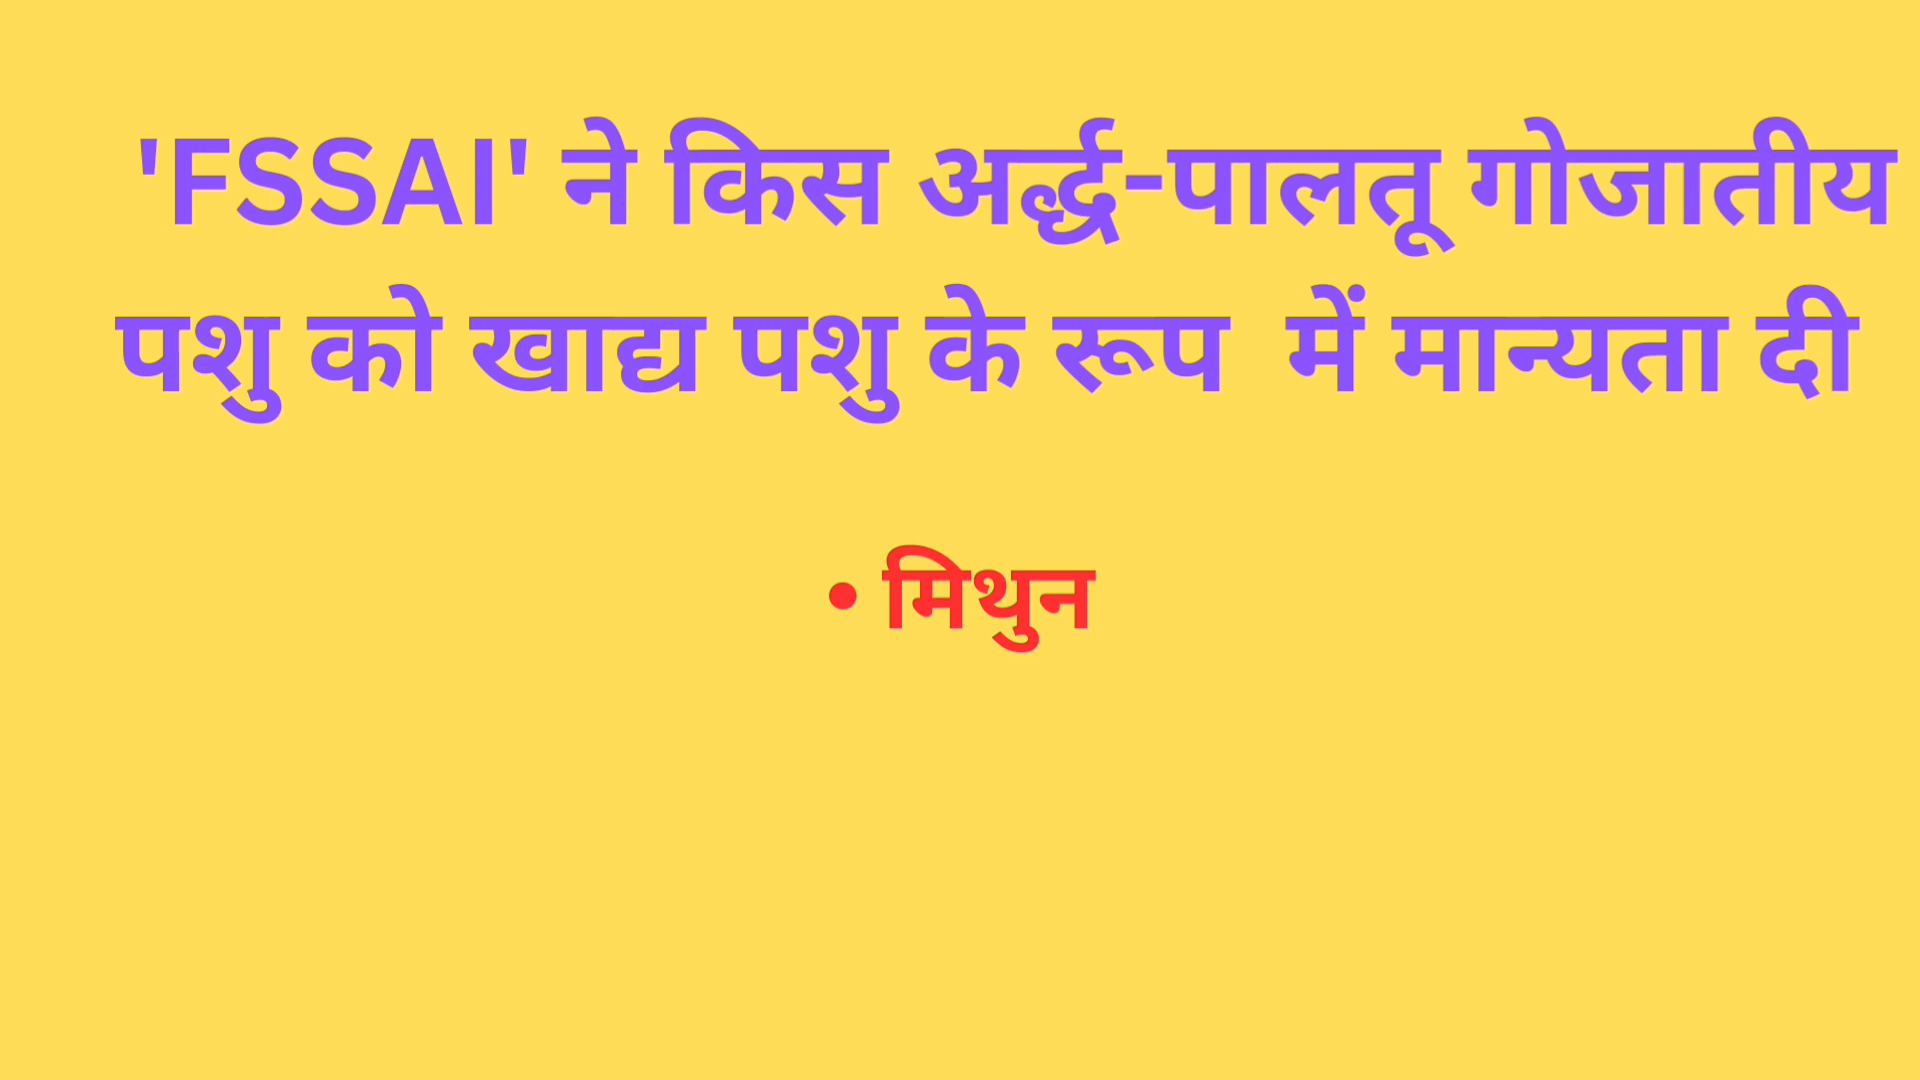 'FSSAI' ने किस अर्द्ध-पालतू गोजातीय
पशु को खाद्य पशु के रूप  में मान्यता दी
• मिथुन